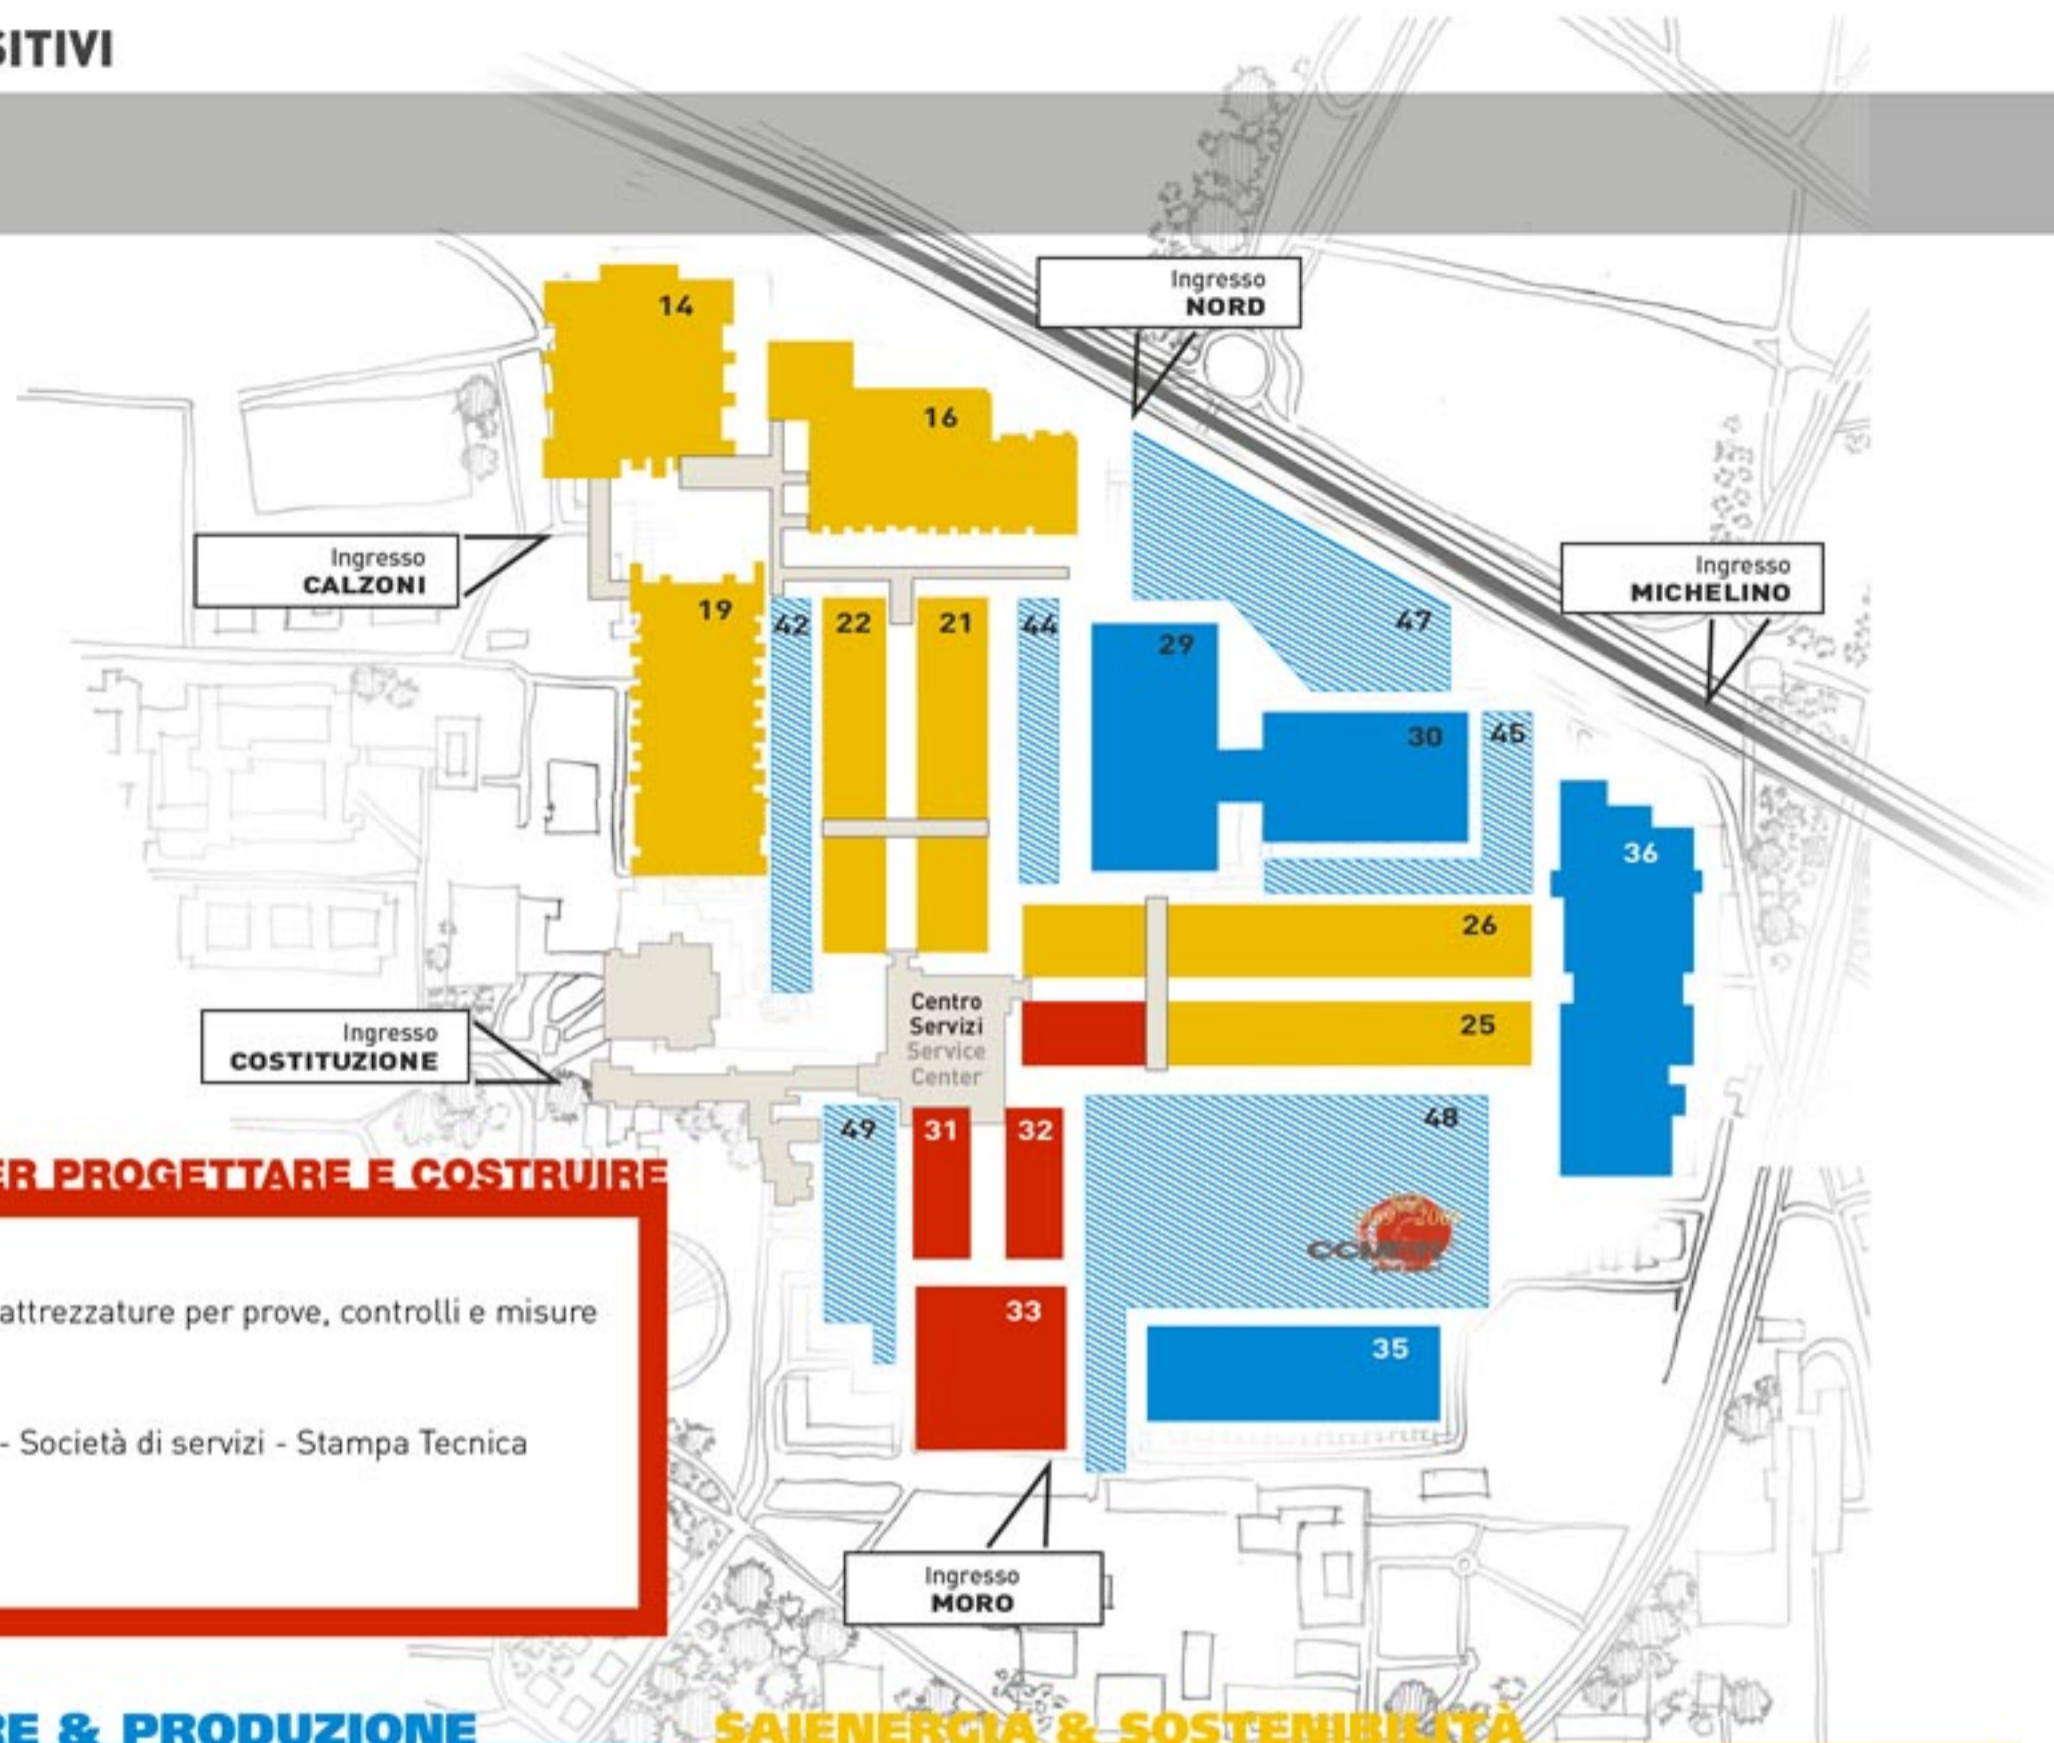 SITIVI
Ingresso
NORD
14
16
Ingresso
CALZONI
Ingresso
MICHELINO
19
42
22
21
44
29
47
30
45
36
26
25
Centro
Servizi
Service
Center
Ingresso
COSTITUZIONE
49
31
32
48
ER PROGETTARE E COSTRUIRE
attrezzature per prove, controlli e misure
33
35
- Società di servizi - Stampa Tecnica
Ingresso
MORO
RE & PRODUZIONE
SAIENERGIA & SOSTENIBILITÀ